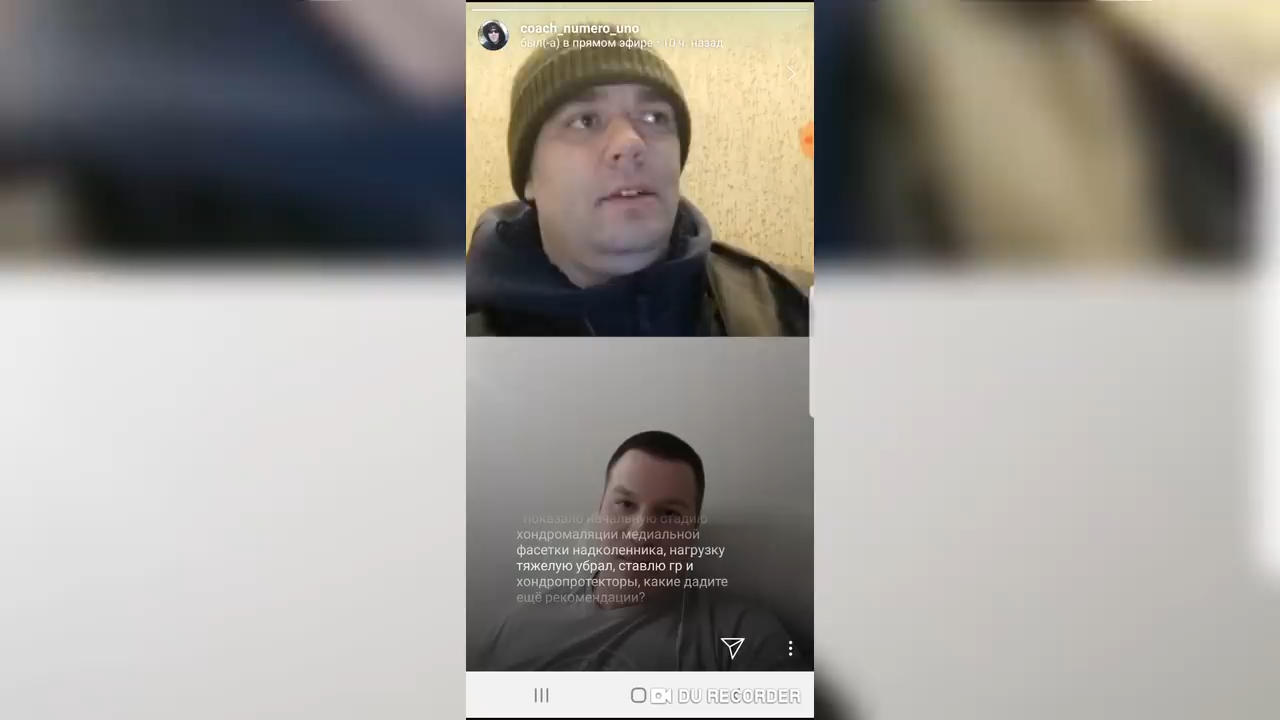 coach_numero_uno
был(-а) в прямом эфире · 10 ч. назад
показало начальную стадию
хондромаляции медиальной
фасетки надколенника, нагрузку
тяжелую убрал, ставлю гр и
хондропротекторы, какие дадите
ещё рекомендации?
DU RECORDER